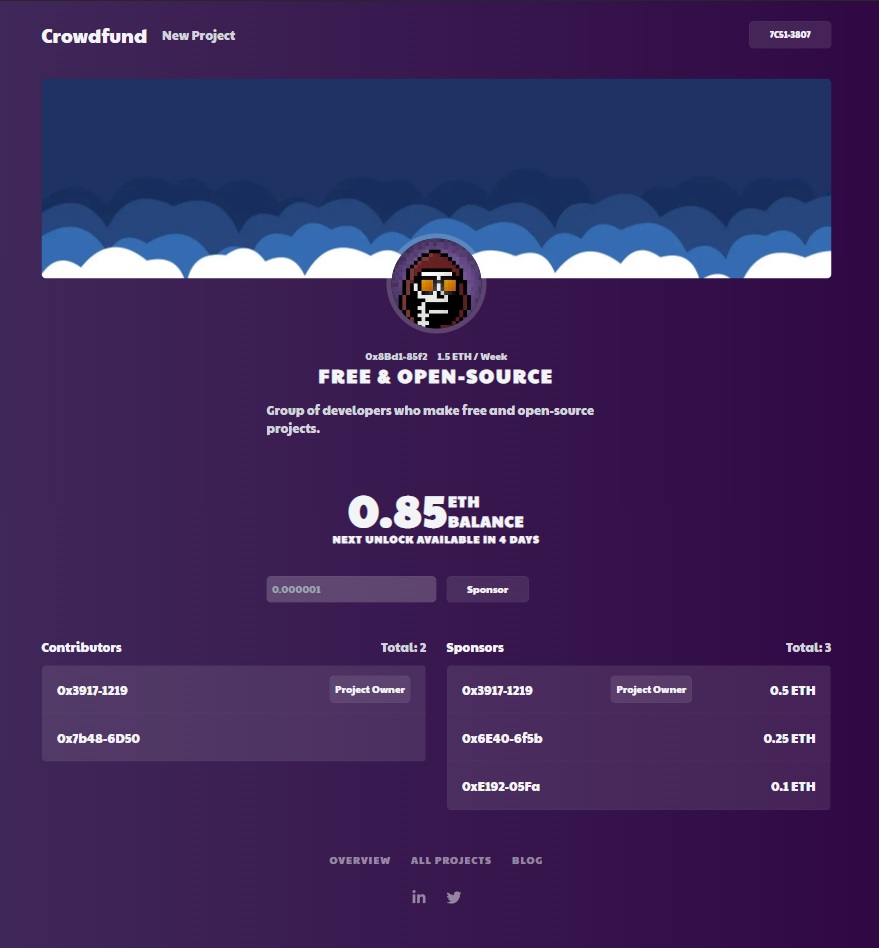 Crowdfund New Project 7C51-3807
0x8Bd1-85f2 1.5 ETH / Week
FREE & OPEN-SOURCE
Group of developers who make free and open-source
projects.
0.85 ETH
BALANCE
NEXT UNLOCK AVAILABLE IN 4 DAYS
0.000001 Sponsor
Contributors Total: 2
0x3917-1219 Project Owner
0x7b48-6D50
Sponsors Total: 3
0x3917-1219 Project Owner 0.5 ETH
0x6E40-6f5b 0.25 ETH
0xE192-05Fa 0.1 ETH
OVERVIEW ALL PROJECTS BLOG
in